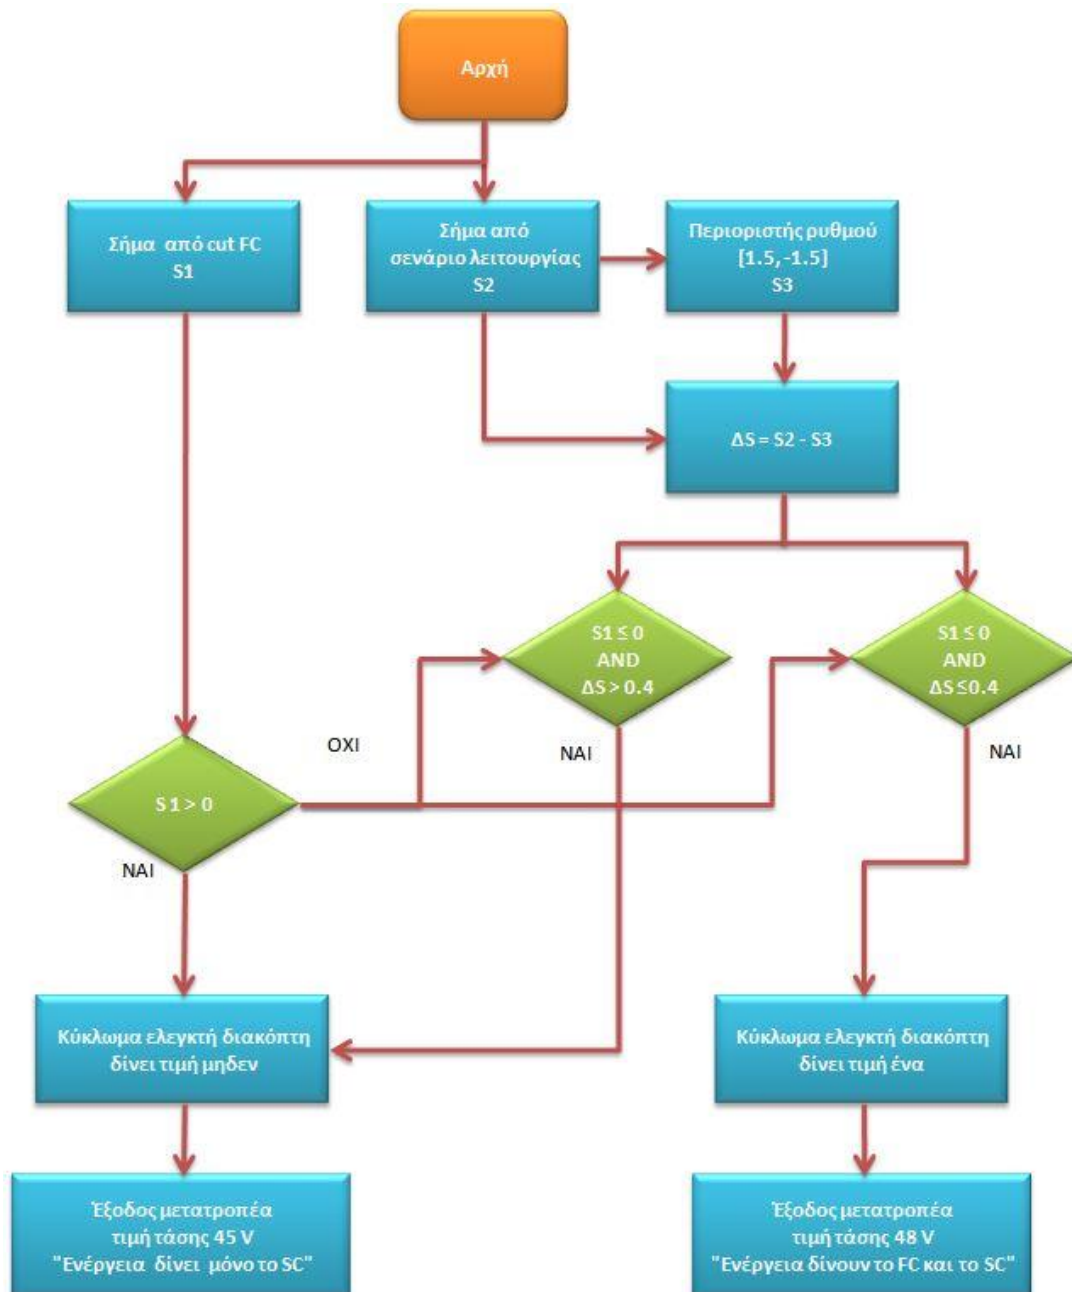 Αρχή
Σήμα από cut FC
S1
Σήμα από
σενάριο λειτουργίας
S2
Περιοριστής ρυθμού
[1.5, -1.5]
S3
ΔS = S2 - S3
S1 ≤ 0
AND
ΔS > 0.4
S1 ≤ 0
AND
ΔS ≤0.4
ΟΧΙ
ΝΑΙ
ΝΑΙ
S 1 > 0
ΝΑΙ
Κύκλωμα ελεγκτή διακόπτη
δίνει τιμή μηδεν
Κύκλωμα ελεγκτή διακόπτη
δίνει τιμή ένα
Έξοδος μετατροπέα
τιμή τάσης 45 V
"Ενέργεια δίνει μόνο το SC"
Έξοδος μετατροπέα
τιμή τάσης 48 V
"Ενέργεια δίνουν το FC και το SC"